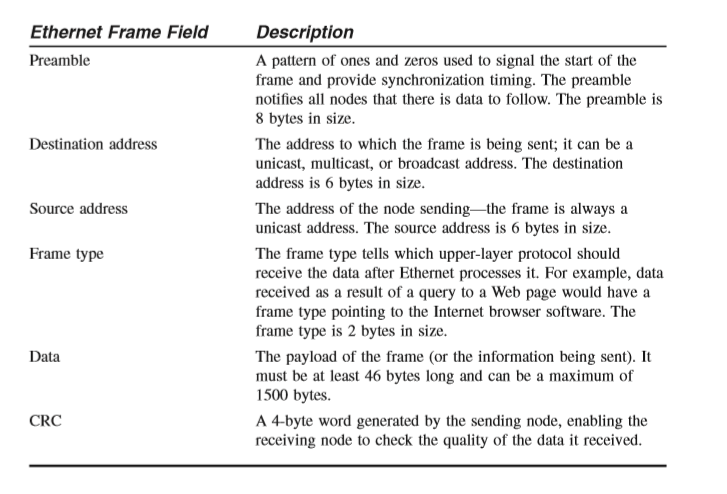 Ethernet Frame Field Description
Preamble A pattern of ones and zeros used to signal the start of the
frame and provide synchronization timing. The preamble
notifies all nodes that there is data to follow. The preamble is
8 bytes in size.
Destination address The address to which the frame is being sent; it can be a
unicast, multicast, or broadcast address. The destination
address is 6 bytes in size.
Source address The address of the node sending—the frame is always a
unicast address. The source address is 6 bytes in size.
Frame type The frame type tells which upper-layer protocol should
receive the data after Ethernet processes it. For example, data
received as a result of a query to a Web page would have a
frame type pointing to the Internet browser software. The
frame type is 2 bytes in size.
Data The payload of the frame (or the information being sent). It
must be at least 46 bytes long and can be a maximum of
1500 bytes.
CRC A 4-byte word generated by the sending node, enabling the
receiving node to check the quality of the data it received.